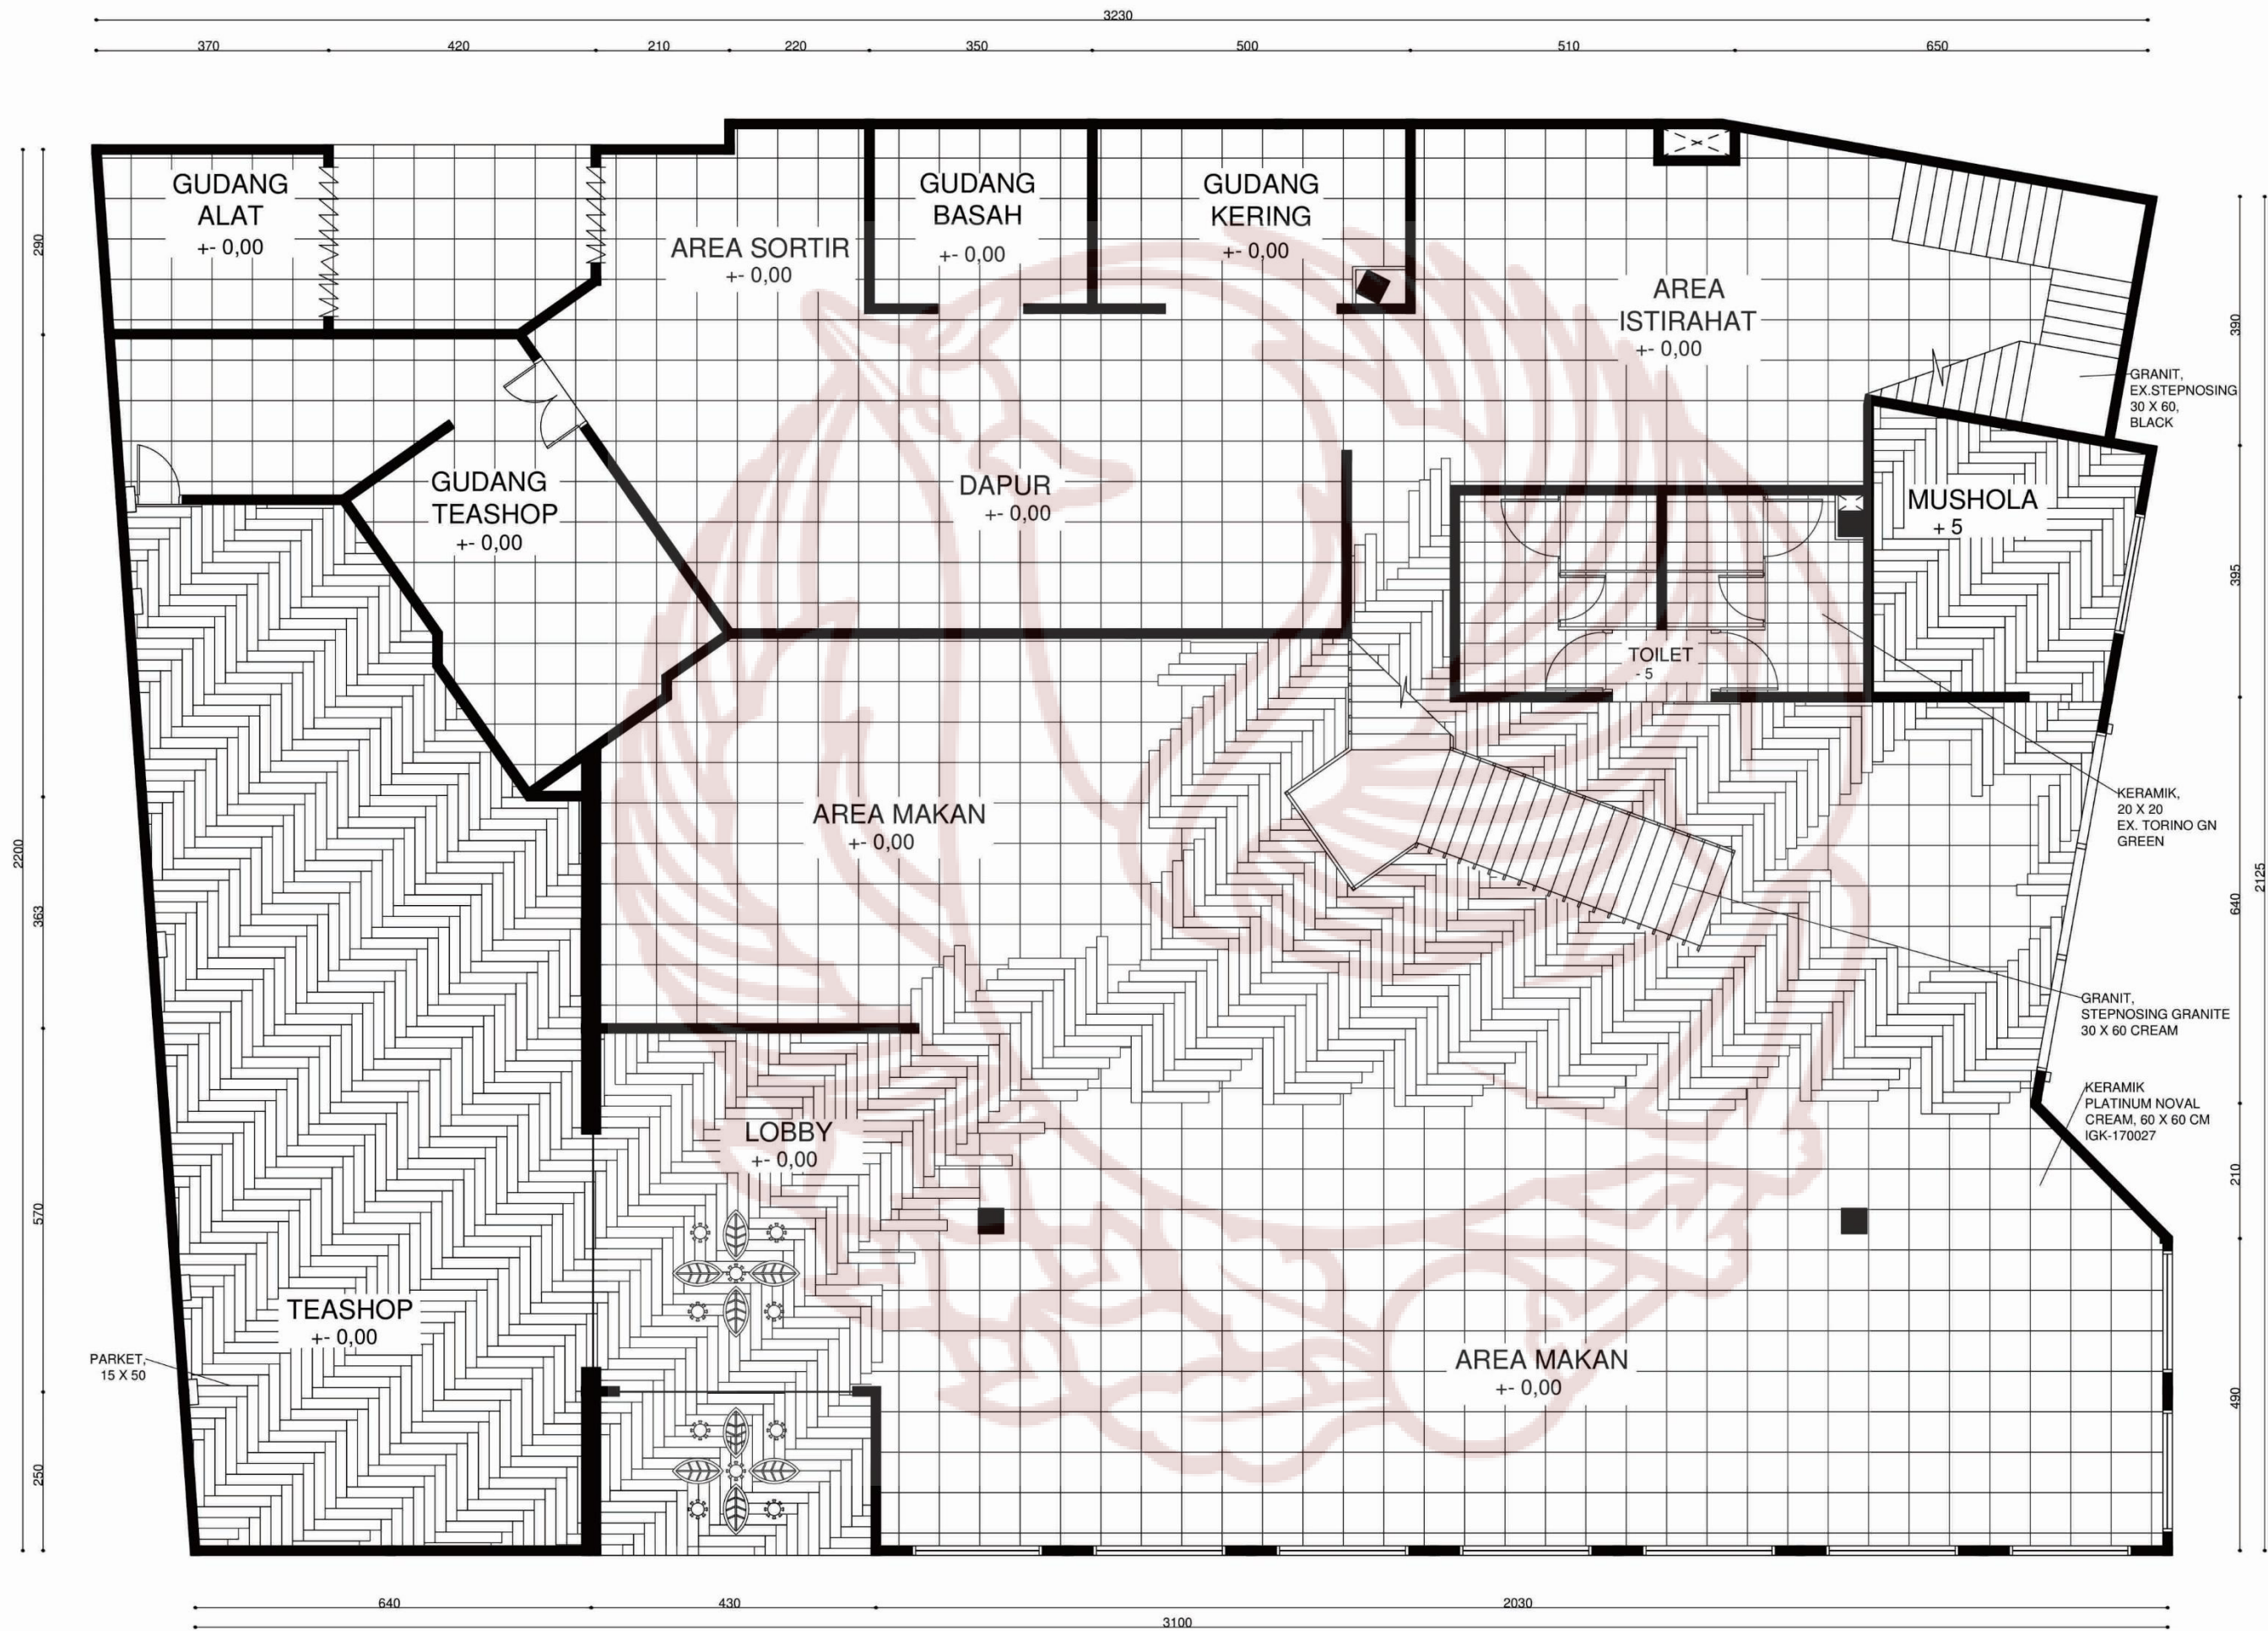 3230
370
420
210
220
350
500
510
650
GUDANG
ALAT
+- 0,00
AREA SORTIR
+- 0,00
GUDANG
BASAH
+- 0,00
GUDANG
KERING
+- 0,00
AREA
ISTIRAHAT
+- 0,00
GRANIT,
EX.STEPNOSING
30 X 60,
BLACK
GUDANG
TEASHOP
+- 0,00
DAPUR
+- 0,00
MUSHOLA
+ 5
TOILET
- 5
AREA MAKAN
+- 0,00
KERAMIK,
20 X 20
EX. TORINO GN
GREEN
GRANIT,
STEPNOSING GRANITE
30 X 60 CREAM
KERAMIK
PLATINUM NOVAL
CREAM, 60 X 60 CM
IGK-170027
LOBBY
+- 0,00
TEASHOP
+- 0,00
PARKET,
15 X 50
AREA MAKAN
+- 0,00
290
2200
363
570
250
390
395
640
2125
210
490
640
430
2030
3100